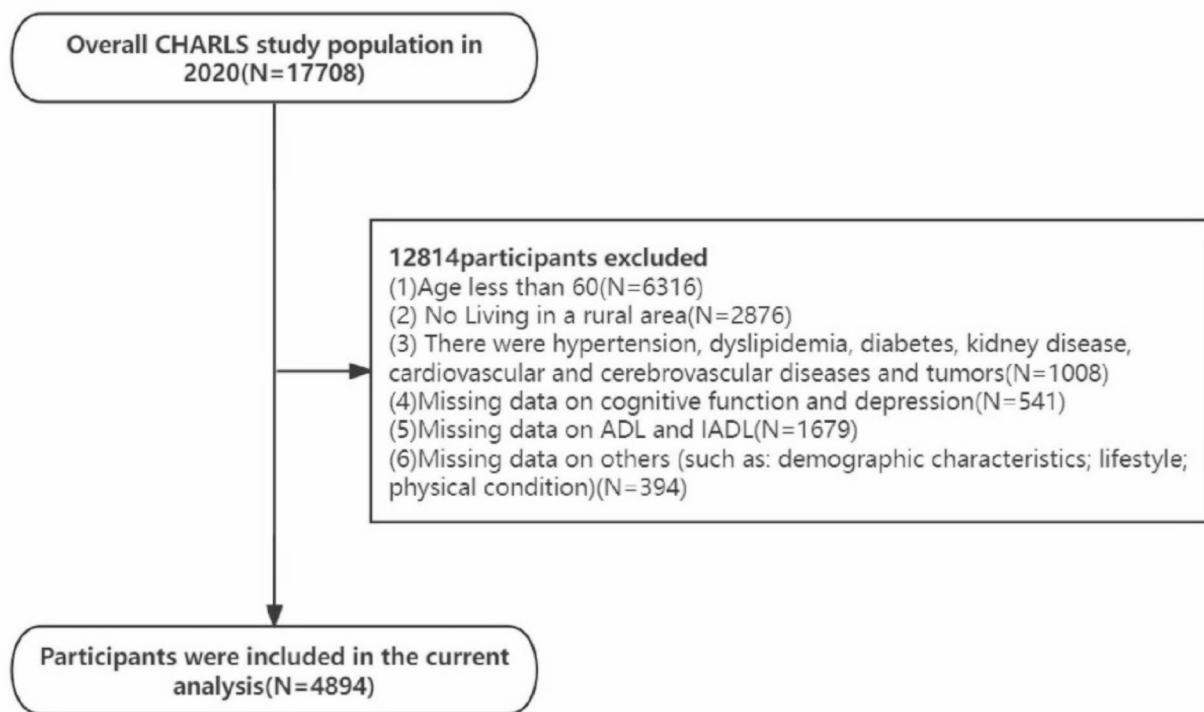 Overall CHARLS study population in
2020(N=17708)
12814participants excluded
(1)Age less than 60(N=6316)
(2) No Living in a rural area(N=2876)
(3) There were hypertension, dyslipidemia, diabetes, kidney disease,
cardiovascular and cerebrovascular diseases and tumors(N=1008)
(4)Missing data on cognitive function and depression(N=541)
(5)Missing data on ADL and IADL(N=1679)
(6)Missing data on others (such as: demographic characteristics; lifestyle;
physical condition)(N=394)
Participants were included in the current
analysis(N=4894)